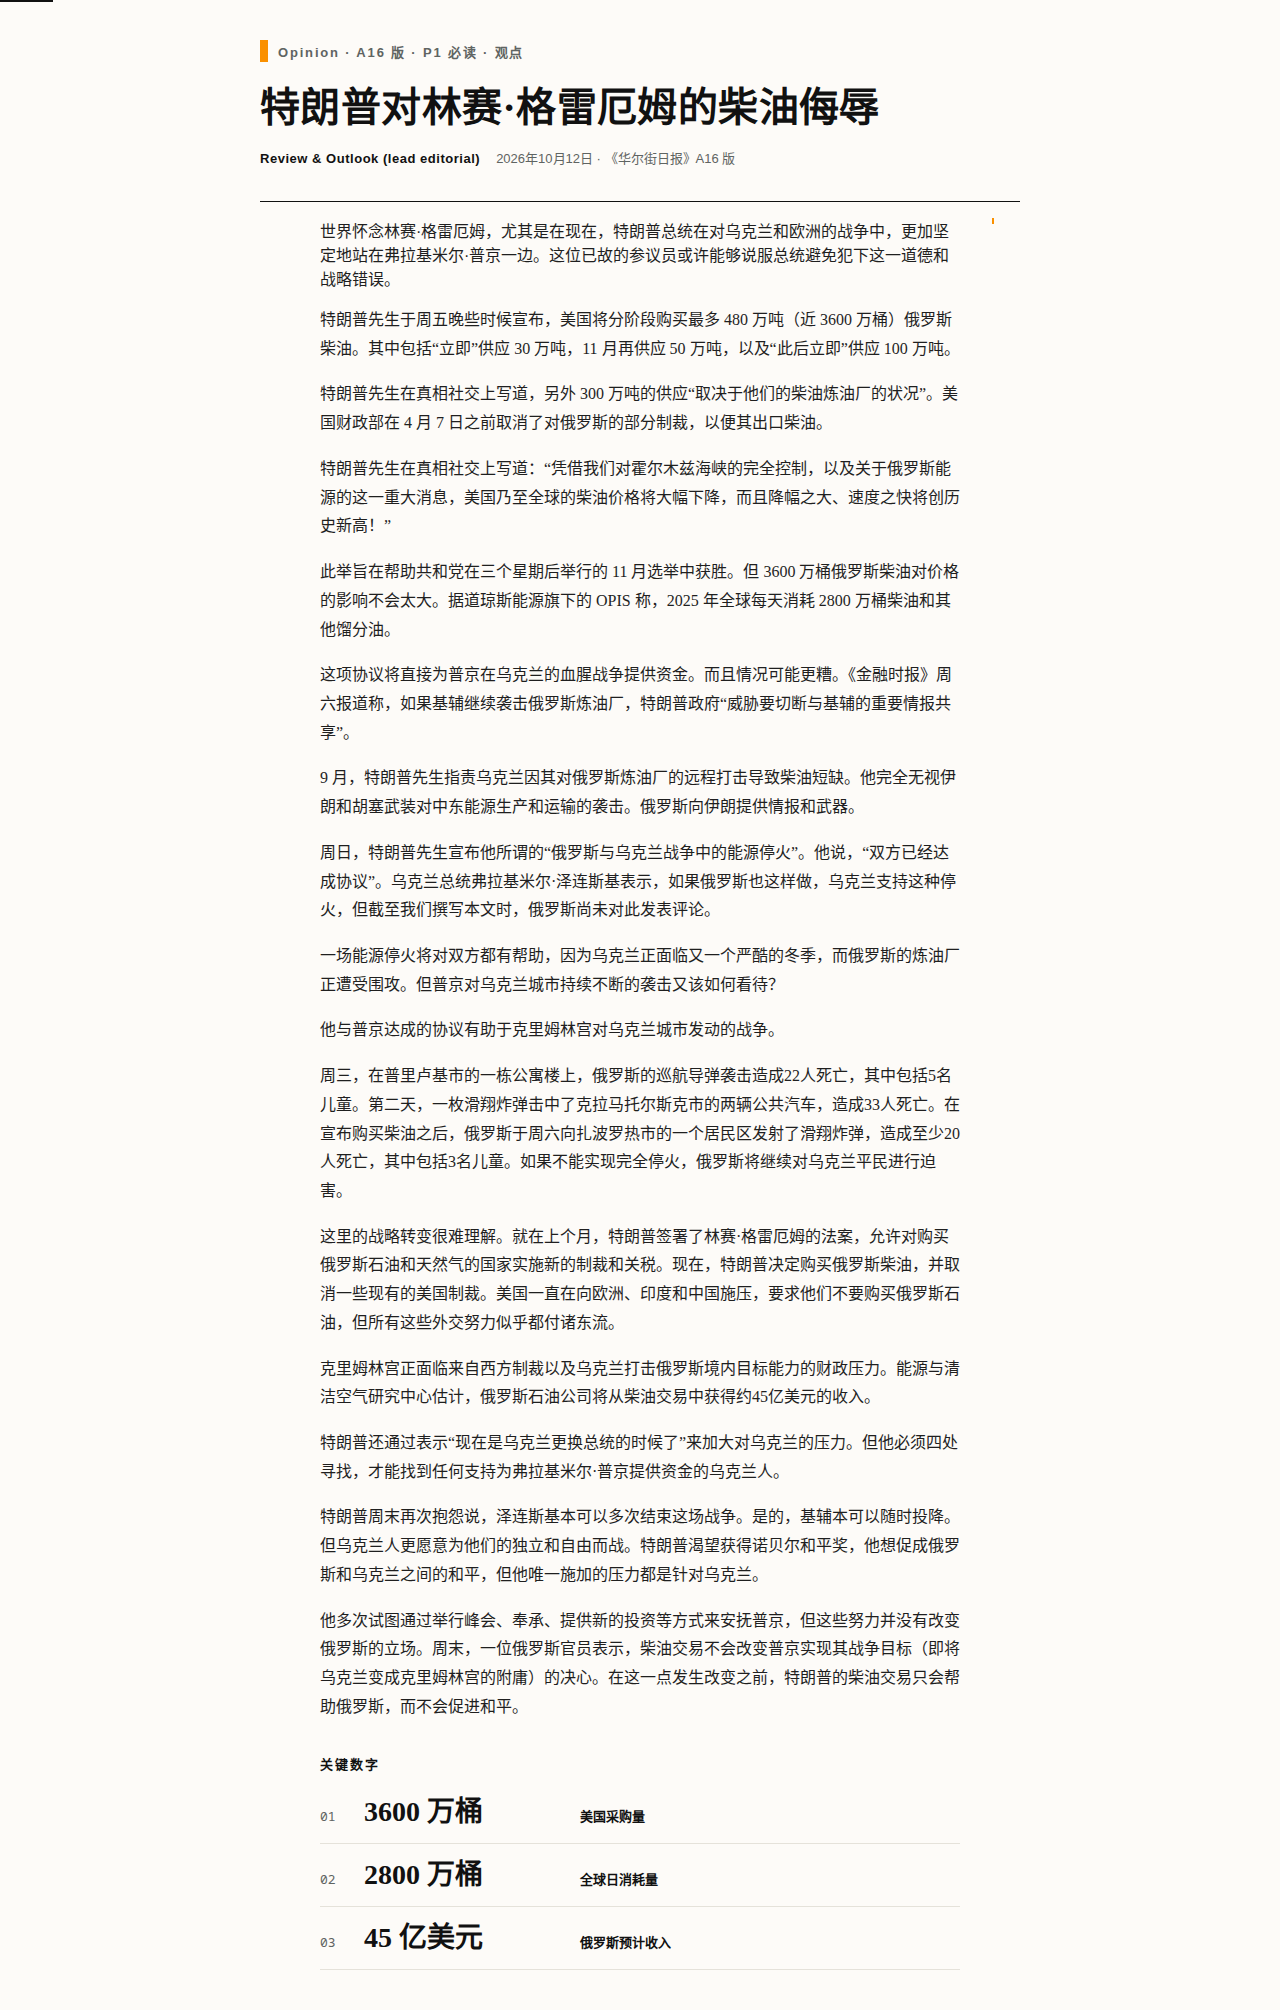 Opinion · A16 版 · P1 必读 · 观点
特朗普对林赛·格雷厄姆的柴油侮辱
Review & Outlook (lead editorial) 2026年10月12日 · 《华尔街日报》A16 版
世界怀念林赛·格雷厄姆，尤其是在现在，特朗普总统在对乌克兰和欧洲的战争中，更加坚
定地站在弗拉基米尔·普京一边。这位已故的参议员或许能够说服总统避免犯下这一道德和
战略错误。
特朗普先生于周五晚些时候宣布，美国将分阶段购买最多 480 万吨（近 3600 万桶）俄罗斯
柴油。其中包括“立即”供应 30 万吨，11 月再供应 50 万吨，以及“此后立即”供应 100 万吨。
特朗普先生在真相社交上写道，另外 300 万吨的供应“取决于他们的柴油炼油厂的状况”。美
国财政部在 4 月 7 日之前取消了对俄罗斯的部分制裁，以便其出口柴油。
特朗普先生在真相社交上写道：“凭借我们对霍尔木兹海峡的完全控制，以及关于俄罗斯能
源的这一重大消息，美国乃至全球的柴油价格将大幅下降，而且降幅之大、速度之快将创历
史新高！”
此举旨在帮助共和党在三个星期后举行的 11 月选举中获胜。但 3600 万桶俄罗斯柴油对价格
的影响不会太大。据道琼斯能源旗下的 OPIS 称，2025 年全球每天消耗 2800 万桶柴油和其
他馏分油。
这项协议将直接为普京在乌克兰的血腥战争提供资金。而且情况可能更糟。《金融时报》周
六报道称，如果基辅继续袭击俄罗斯炼油厂，特朗普政府“威胁要切断与基辅的重要情报共
享”。
9 月，特朗普先生指责乌克兰因其对俄罗斯炼油厂的远程打击导致柴油短缺。他完全无视伊
朗和胡塞武装对中东能源生产和运输的袭击。俄罗斯向伊朗提供情报和武器。
周日，特朗普先生宣布他所谓的“俄罗斯与乌克兰战争中的能源停火”。他说，“双方已经达
成协议”。乌克兰总统弗拉基米尔·泽连斯基表示，如果俄罗斯也这样做，乌克兰支持这种停
火，但截至我们撰写本文时，俄罗斯尚未对此发表评论。
一场能源停火将对双方都有帮助，因为乌克兰正面临又一个严酷的冬季，而俄罗斯的炼油厂
正遭受围攻。但普京对乌克兰城市持续不断的袭击又该如何看待？
他与普京达成的协议有助于克里姆林宫对乌克兰城市发动的战争。
周三，在普里卢基市的一栋公寓楼上，俄罗斯的巡航导弹袭击造成22人死亡，其中包括5名
儿童。第二天，一枚滑翔炸弹击中了克拉马托尔斯克市的两辆公共汽车，造成33人死亡。在
宣布购买柴油之后，俄罗斯于周六向扎波罗热市的一个居民区发射了滑翔炸弹，造成至少20
人死亡，其中包括3名儿童。如果不能实现完全停火，俄罗斯将继续对乌克兰平民进行迫
害。
这里的战略转变很难理解。就在上个月，特朗普签署了林赛·格雷厄姆的法案，允许对购买
俄罗斯石油和天然气的国家实施新的制裁和关税。现在，特朗普决定购买俄罗斯柴油，并取
消一些现有的美国制裁。美国一直在向欧洲、印度和中国施压，要求他们不要购买俄罗斯石
油，但所有这些外交努力似乎都付诸东流。
克里姆林宫正面临来自西方制裁以及乌克兰打击俄罗斯境内目标能力的财政压力。能源与清
洁空气研究中心估计，俄罗斯石油公司将从柴油交易中获得约45亿美元的收入。
特朗普还通过表示“现在是乌克兰更换总统的时候了”来加大对乌克兰的压力。但他必须四处
寻找，才能找到任何支持为弗拉基米尔·普京提供资金的乌克兰人。
特朗普周末再次抱怨说，泽连斯基本可以多次结束这场战争。是的，基辅本可以随时投降。
但乌克兰人更愿意为他们的独立和自由而战。特朗普渴望获得诺贝尔和平奖，他想促成俄罗
斯和乌克兰之间的和平，但他唯一施加的压力都是针对乌克兰。
他多次试图通过举行峰会、奉承、提供新的投资等方式来安抚普京，但这些努力并没有改变
俄罗斯的立场。周末，一位俄罗斯官员表示，柴油交易不会改变普京实现其战争目标（即将
乌克兰变成克里姆林宫的附庸）的决心。在这一点发生改变之前，特朗普的柴油交易只会帮
助俄罗斯，而不会促进和平。
关键数字
01 3600 万桶 美国采购量
02 2800 万桶 全球日消耗量
03 45 亿美元 俄罗斯预计收入